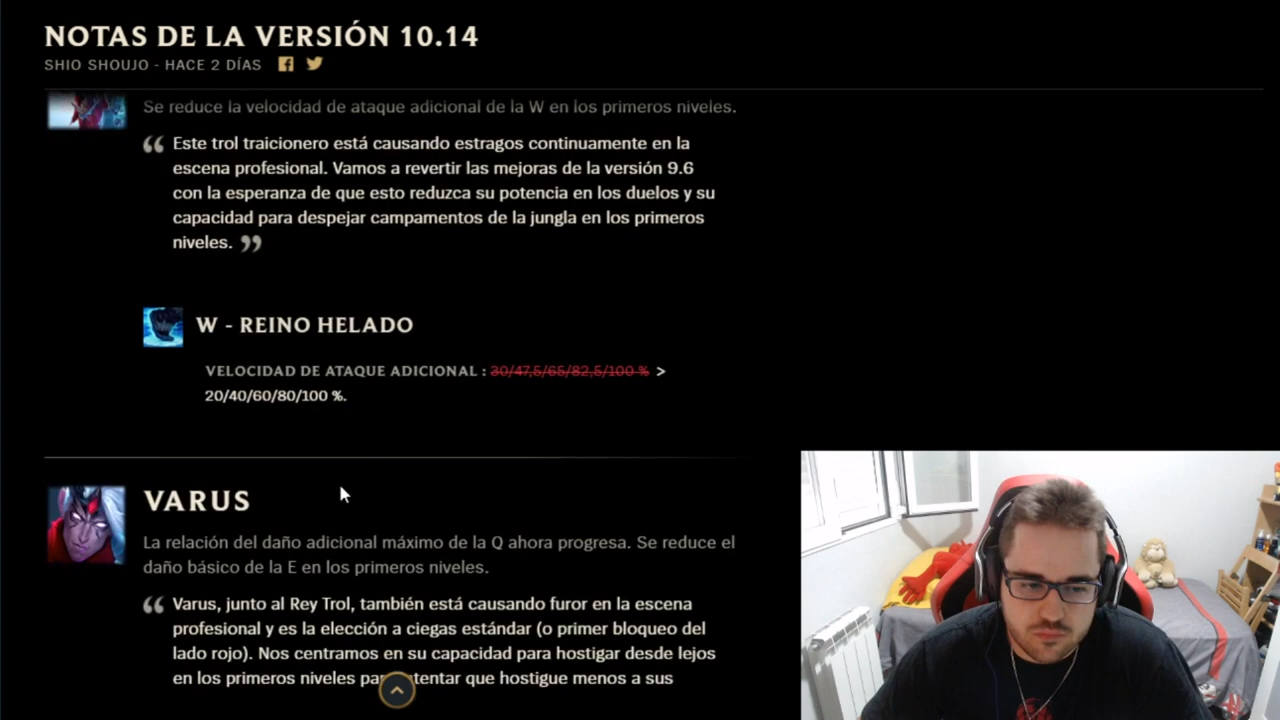 NOTAS DE LA VERSIÓN 10.14
SHIO SHOUJO - HACE 2 DÍAS
Se reduce la velocidad de ataque adicional de la W en los primeros niveles.
“ Este trol traicionero está causando estragos continuamente en la
escena profesional. Vamos a revertir las mejoras de la versión 9.6
con la esperanza de que esto reduzca su potencia en los duelos y su
capacidad para despejar campamentos de la jungla en los primeros
niveles. ”
W - REINO HELADO
VELOCIDAD DE ATAQUE ADICIONAL : 30/47,5/65/82,5/100 % >
20/40/60/80/100 %.
VARUS
La relación del daño adicional máximo de la Q ahora progresa. Se reduce el
daño básico de la E en los primeros niveles.
“ Varus, junto al Rey Trol, también está causando furor en la escena
profesional y es la elección a ciegas estándar (o primer bloqueo del
lado rojo). Nos centramos en su capacidad para hostigar desde lejos
en los primeros niveles que hostigue menos a sus